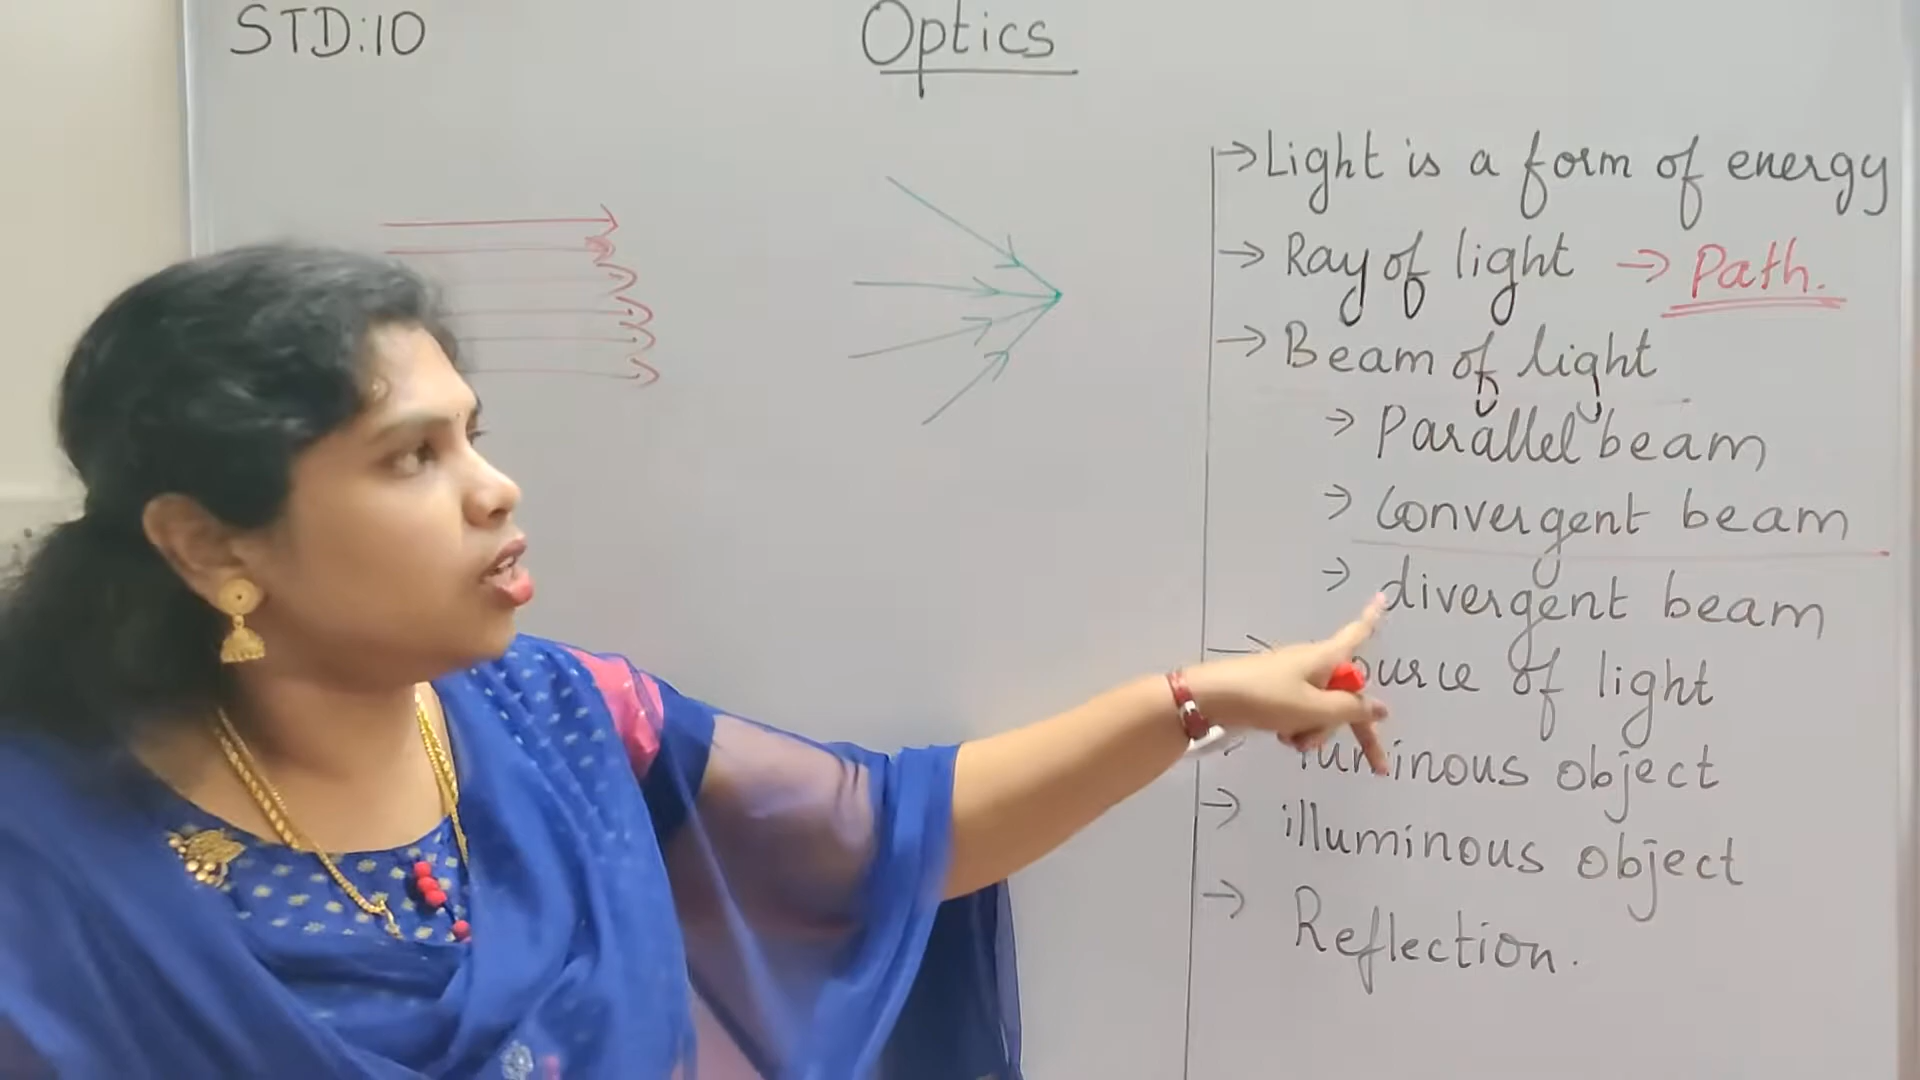 STD:10
Optics
→ Light is a form of energy
→ Ray of light → Path.
→ Beam of light
→ Parallel beam
→ Convergent beam
→ divergent beam
→ of light
→ object
→ illuminous object
→ Reflection.